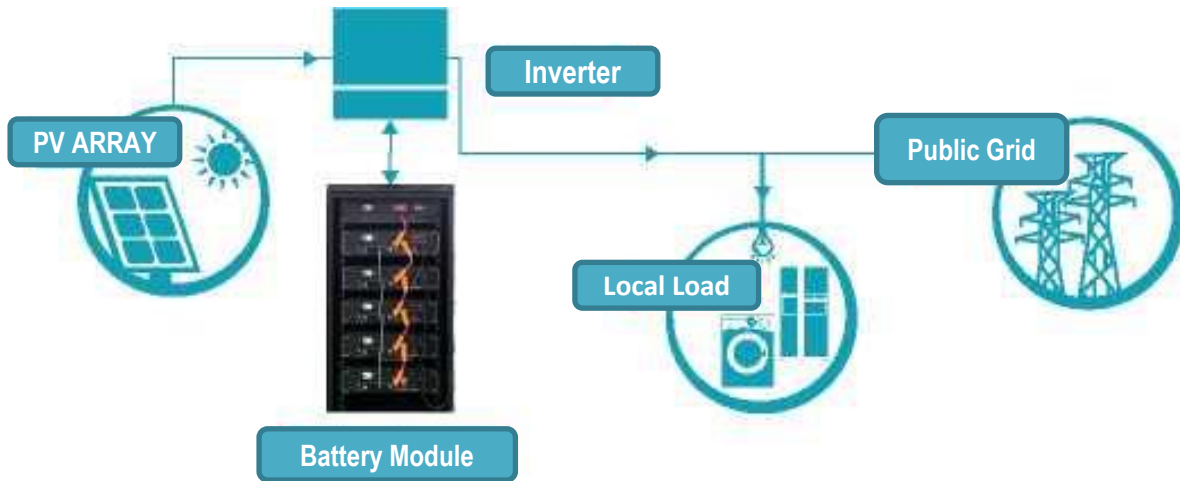 Inverter
PV ARRAY
Public Grid
Local Load
Battery Module